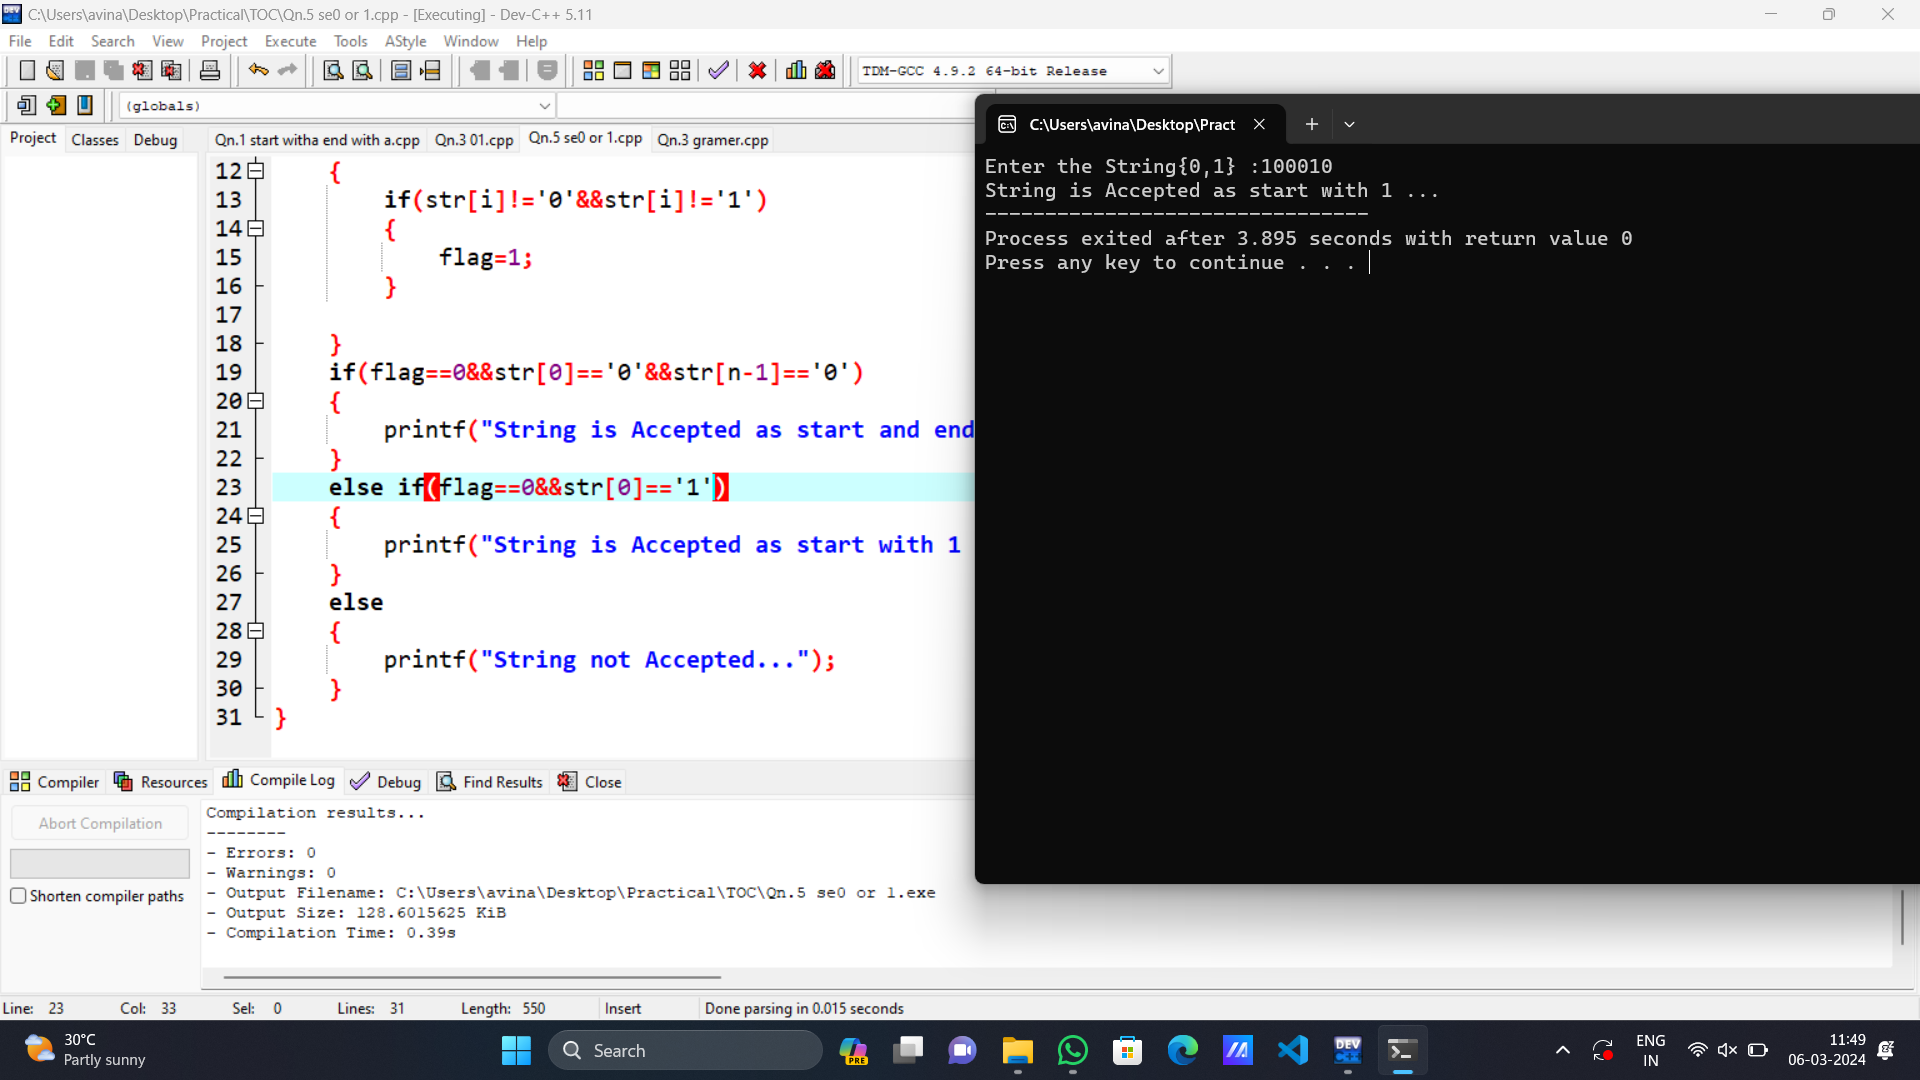 C:\Users\avina\Desktop\Practical\TOC\Qn.5 se0 or 1.cpp - [Executing] - Dev-C++ 5.11
File Edit Search View Project Execute Tools AStyle Window Help
TDM-GCC 4.9.2 64-bit Release
(globals)
Project Classes Debug
Qn.1 start witha end with a.cpp Qn.3 01.cpp Qn.5 se0 or 1.cpp Qn.3 gramer.cpp
12 {
13 if(str[i]!='0'&&str[i]!='1')
14 {
15 flag=1;
16 }
17
18 }
19 if(flag==0&&str[0]=='0'&&str[n-1]=='0')
20 {
21 printf("String is Accepted as start and end
22 }
23 else if(flag==0&&str[0]=='1')
24 {
25 printf("String is Accepted as start with 1
26 }
27 else
28 {
29 printf("String not Accepted...");
30 }
31 }
C:\Users\avina\Desktop\Pract
Enter the String{0,1} :100010
String is Accepted as start with 1 ...
--------------------------------
Process exited after 3.895 seconds with return value 0
Press any key to continue . . .
Compiler Resources Compile Log Debug Find Results Close
Abort Compilation
Shorten compiler paths
Compilation results...
--------
- Errors: 0
- Warnings: 0
- Output Filename: C:\Users\avina\Desktop\Practical\TOC\Qn.5 se0 or 1.exe
- Output Size: 128.6015625 KiB
- Compilation Time: 0.39s
Line: 23 Col: 33 Sel: 0 Lines: 31 Length: 550 Insert Done parsing in 0.015 seconds
30°C
Partly sunny
Search
PRE
DEV C++
ENG
IN
11:49
06-03-2024